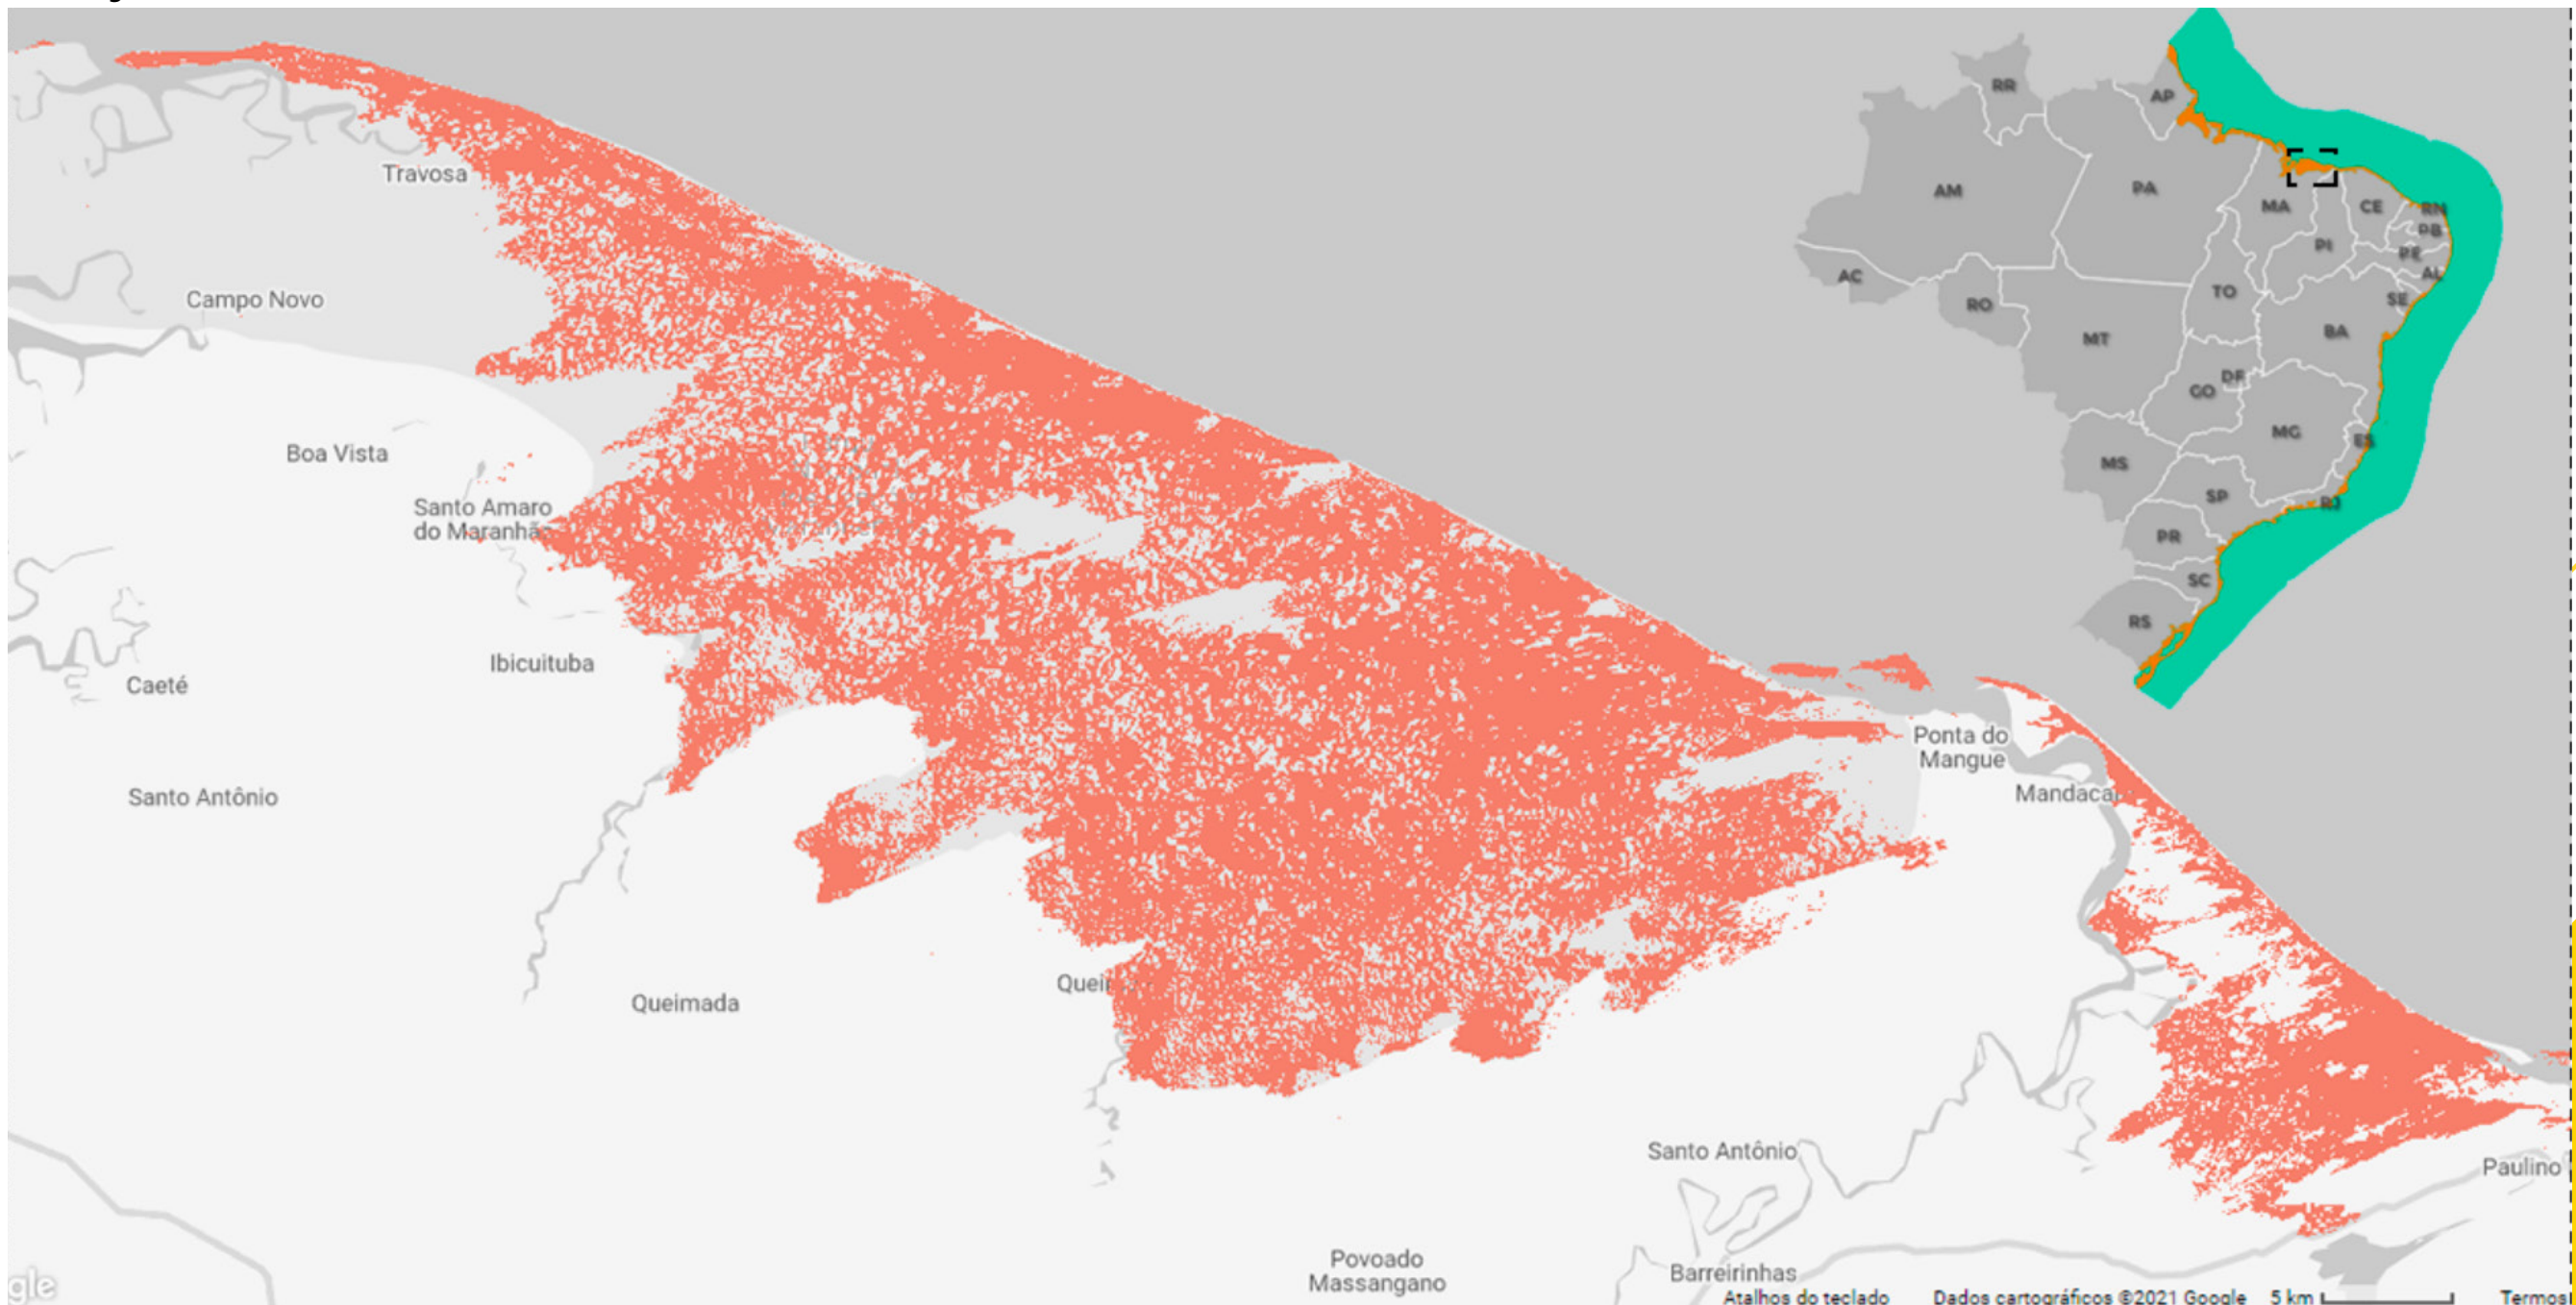 Travosa
Campo Novo
Boa Vista
Santo Amaro
do Maranhão
Ibicuituba
Caeté
Santo Antônio
Queimada
Ponta do
Mangue
Santo Antônio
Paulino
Povoado
Massangano
Barreirinhas
RR
AP
AM
PA
MA
CE
RN
PB
PI
PE
AL
AC
SE
TO
RO
BA
MT
DF
GO
MG
ES
MS
SP
RJ
PR
SC
RS
gle
Atalhos do teclado
Dados cartográficos ©2021 Google
5 km
Termos